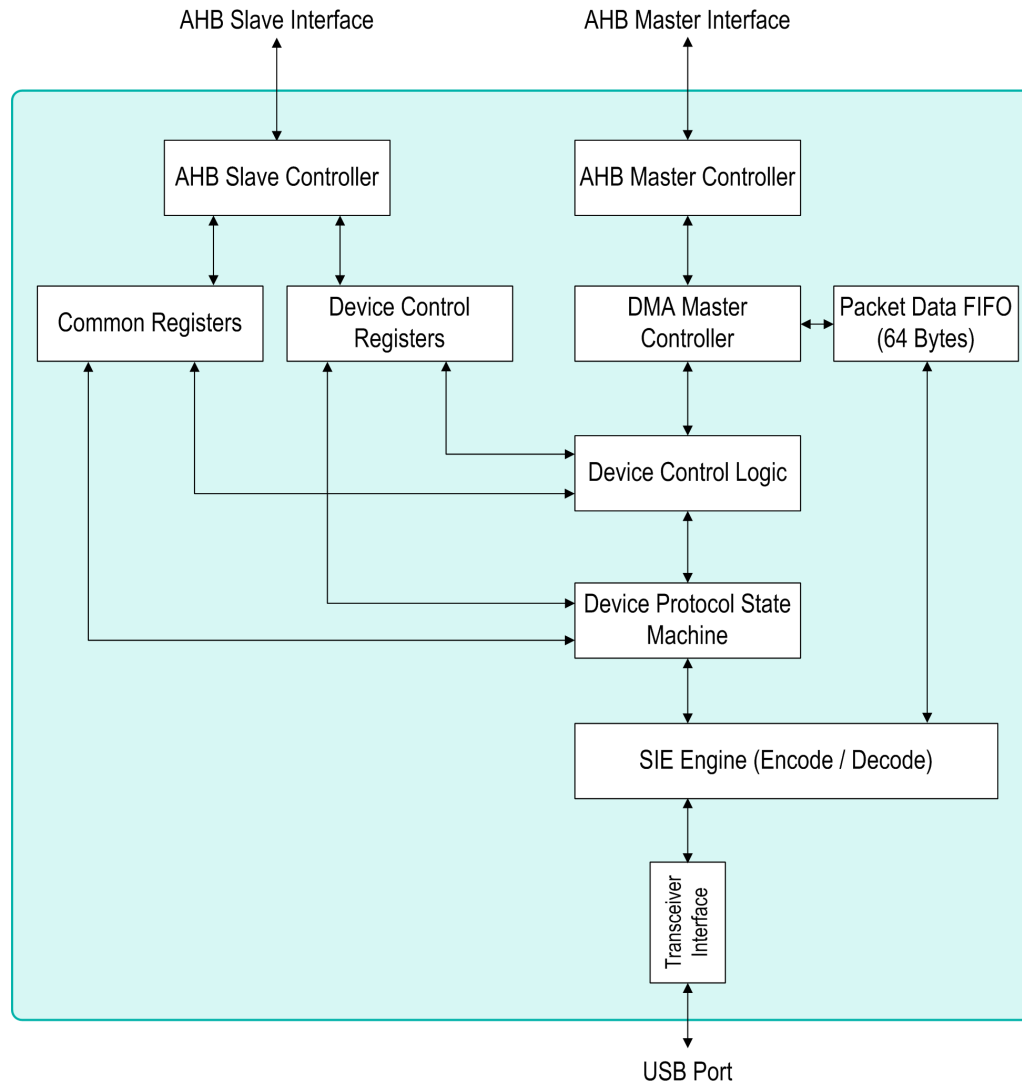 AHB Slave Interface
AHB Master Interface
AHB Slave Controller
AHB Master Controller
Common Registers
Device Control
Registers
DMA Master
Controller
Packet Data FIFO
(64 Bytes)
Device Control Logic
Device Protocol State
Machine
SIE Engine (Encode / Decode)
Transceiver
Interface
USB Port